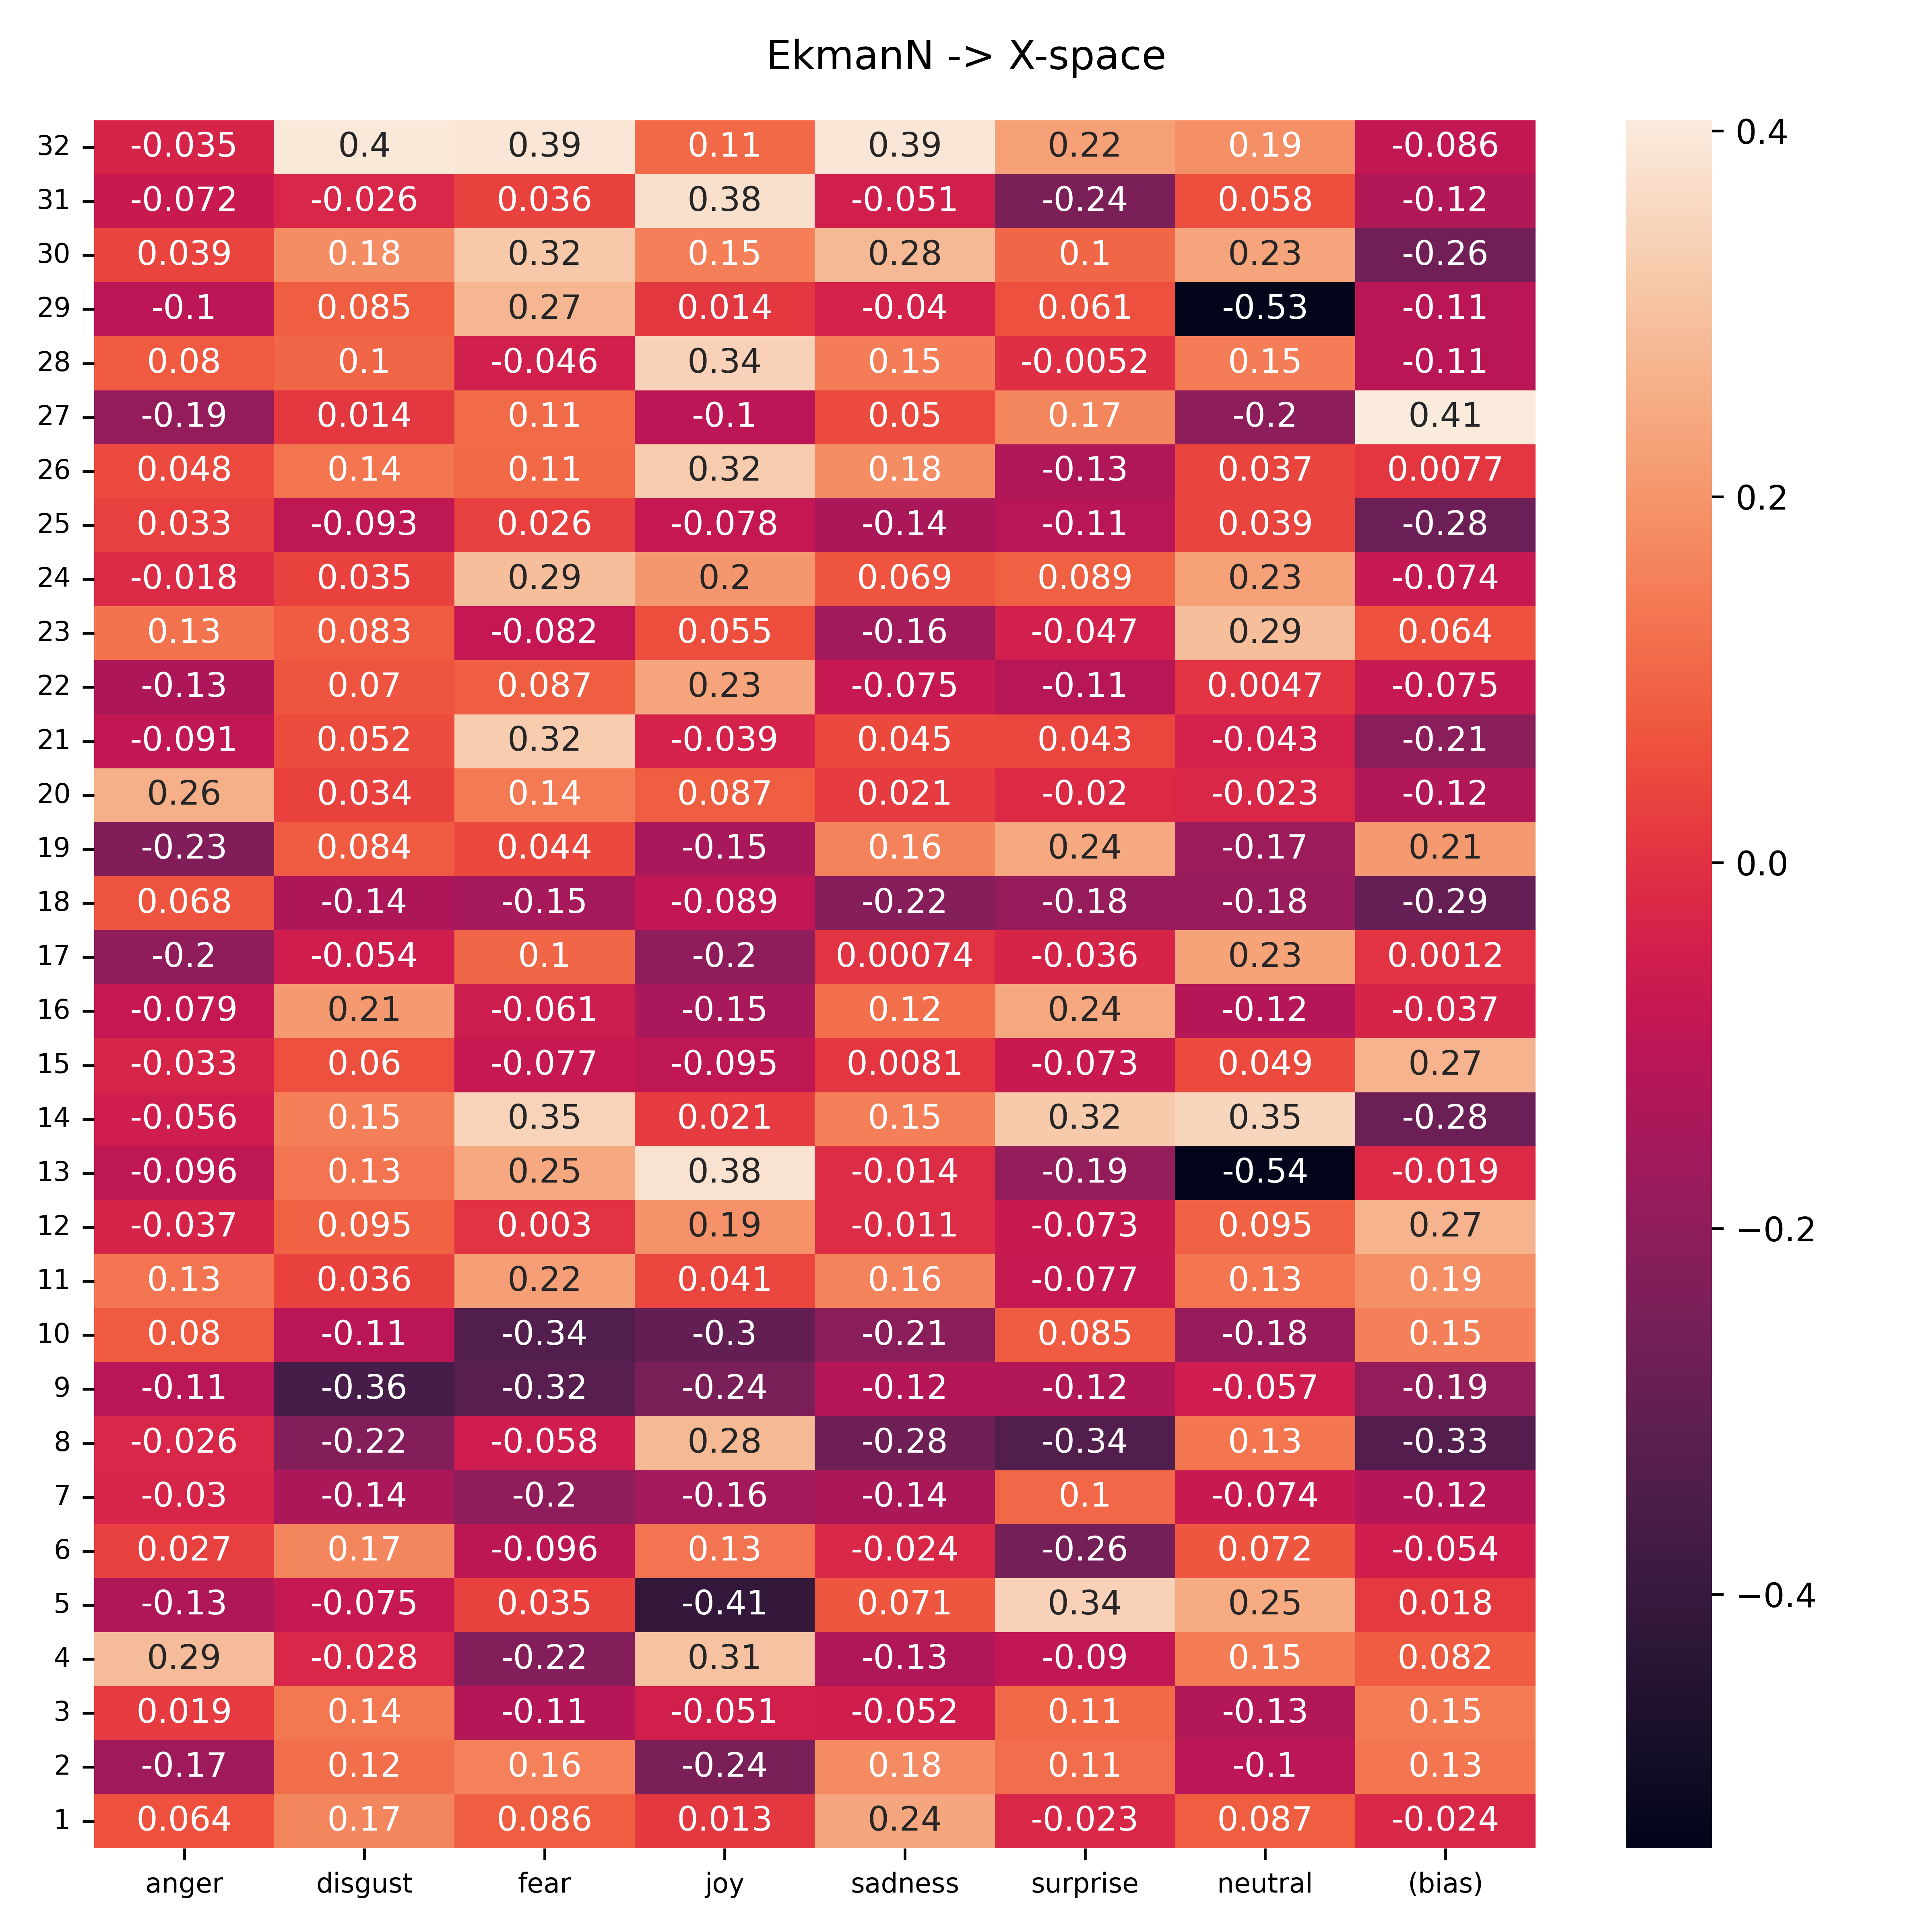 EkmanN -> X-space
32 -0.035 0.4 0.39 0.11 0.39 0.22 0.19 -0.086
31 -0.072 -0.026 0.036 0.38 -0.051 -0.24 0.058 -0.12
30 0.039 0.18 0.32 0.15 0.28 0.1 0.23 -0.26
29 -0.1 0.085 0.27 0.014 -0.04 0.061 -0.53 -0.11
28 0.08 0.1 -0.046 0.34 0.15 -0.0052 0.15 -0.11
27 -0.19 0.014 0.11 -0.1 0.05 0.17 -0.2 0.41
26 0.048 0.14 0.11 0.32 0.18 -0.13 0.037 0.0077
25 0.033 -0.093 0.026 -0.078 -0.14 -0.11 0.039 -0.28
24 -0.018 0.035 0.29 0.2 0.069 0.089 0.23 -0.074
23 0.13 0.083 -0.082 0.055 -0.16 -0.047 0.29 0.064
22 -0.13 0.07 0.087 0.23 -0.075 -0.11 0.0047 -0.075
21 -0.091 0.052 0.32 -0.039 0.045 0.043 -0.043 -0.21
20 0.26 0.034 0.14 0.087 0.021 -0.02 -0.023 -0.12
19 -0.23 0.084 0.044 -0.15 0.16 0.24 -0.17 0.21
18 0.068 -0.14 -0.15 -0.089 -0.22 -0.18 -0.18 -0.29
17 -0.2 -0.054 0.1 -0.2 0.00074 -0.036 0.23 0.0012
16 -0.079 0.21 -0.061 -0.15 0.12 0.24 -0.12 -0.037
15 -0.033 0.06 -0.077 -0.095 0.0081 -0.073 0.049 0.27
14 -0.056 0.15 0.35 0.021 0.15 0.32 0.35 -0.28
13 -0.096 0.13 0.25 0.38 -0.014 -0.19 -0.54 -0.019
12 -0.037 0.095 0.003 0.19 -0.011 -0.073 0.095 0.27
11 0.13 0.036 0.22 0.041 0.16 -0.077 0.13 0.19
10 0.08 -0.11 -0.34 -0.3 -0.21 0.085 -0.18 0.15
9 -0.11 -0.36 -0.32 -0.24 -0.12 -0.12 -0.057 -0.19
8 -0.026 -0.22 -0.058 0.28 -0.28 -0.34 0.13 -0.33
7 -0.03 -0.14 -0.2 -0.16 -0.14 0.1 -0.074 -0.12
6 0.027 0.17 -0.096 0.13 -0.024 -0.26 0.072 -0.054
5 -0.13 -0.075 0.035 -0.41 0.071 0.34 0.25 0.018
4 0.29 -0.028 -0.22 0.31 -0.13 -0.09 0.15 0.082
3 0.019 0.14 -0.11 -0.051 -0.052 0.11 -0.13 0.15
2 -0.17 0.12 0.16 -0.24 0.18 0.11 -0.1 0.13
1 0.064 0.17 0.086 0.013 0.24 -0.023 0.087 -0.024
anger disgust fear joy sadness surprise neutral (bias)
0.4
0.2
0.0
−0.2
−0.4